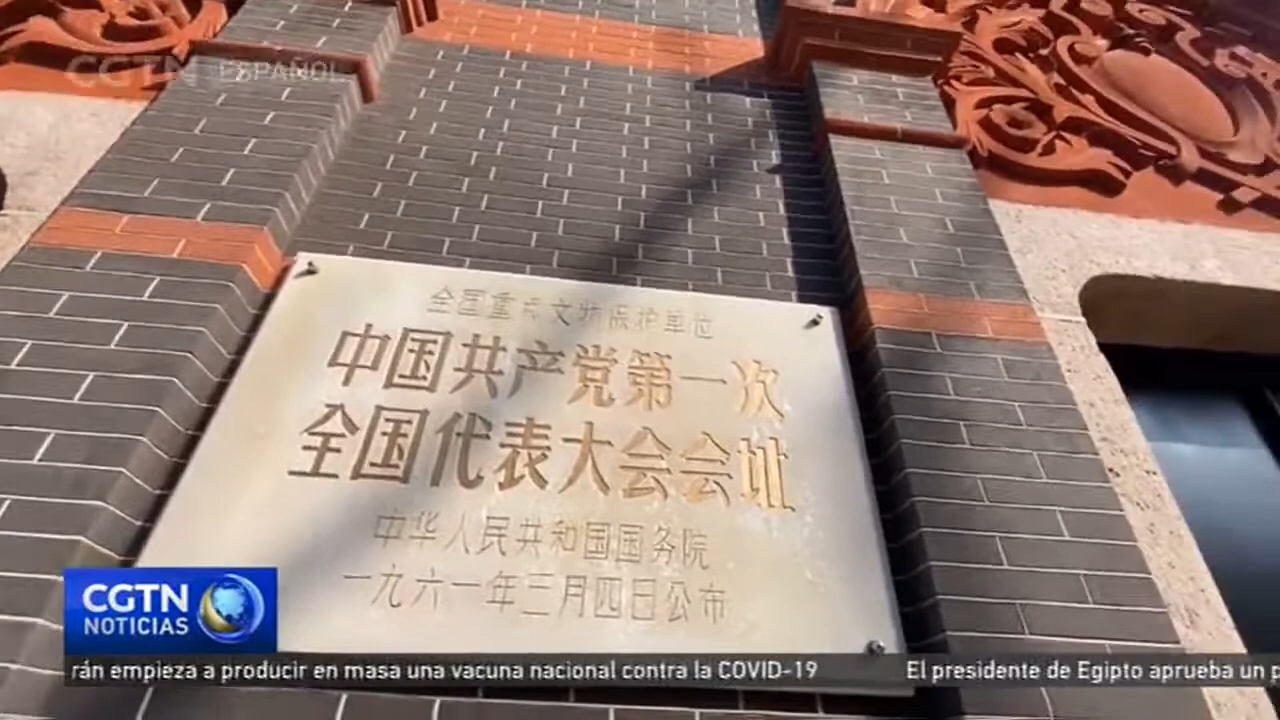 CGTN ESPAÑOL
全国重点文物保护单位
中国共产党第一次
全国代表大会会址
中华人民共和国国务院
一九六一年三月四日公布
CGTN
NOTICIAS
rán empieza a producir en masa una vacuna nacional contra la COVID-19 El presidente de Egipto aprueba un p